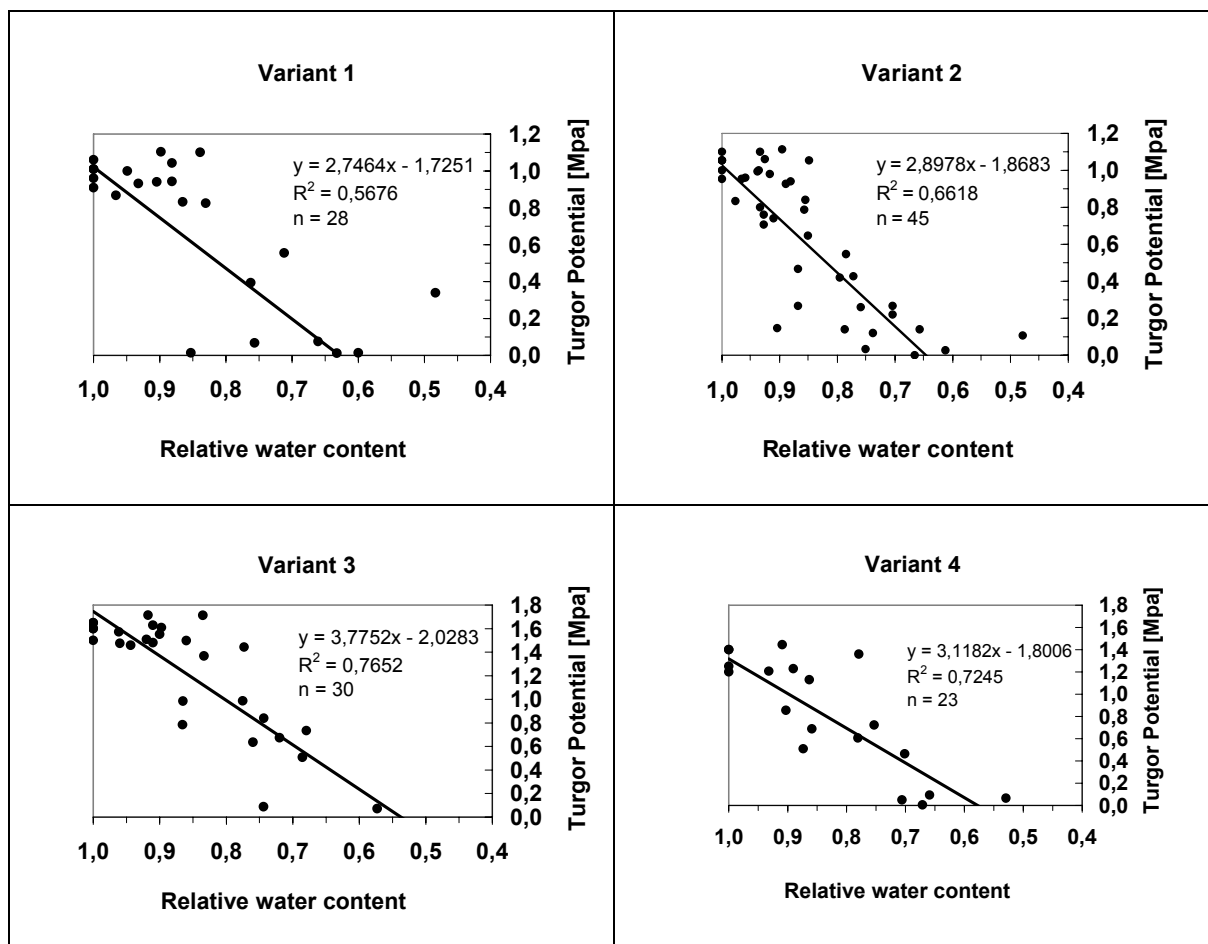 Variant 1
1,2
1,0
0,8
0,6
0,4
0,2
0,0
Turgor Potential [Mpa]
y = 2,7464x - 1,7251
R² = 0,5676
n = 28
1,0 0,9 0,8 0,7 0,6 0,5 0,4
Relative water content
Variant 2
1,2
1,0
0,8
0,6
0,4
0,2
0,0
Turgor Potential [Mpa]
y = 2,8978x - 1,8683
R² = 0,6618
n = 45
1,0 0,9 0,8 0,7 0,6 0,5 0,4
Relative water content
Variant 3
1,8
1,6
1,4
1,2
1,0
0,8
0,6
0,4
0,2
0,0
Turgor Potential [Mpa]
y = 3,7752x - 2,0283
R² = 0,7652
n = 30
1,0 0,9 0,8 0,7 0,6 0,5 0,4
Relative water content
Variant 4
1,8
1,6
1,4
1,2
1,0
0,8
0,6
0,4
0,2
0,0
Turgor Potential [Mpa]
y = 3,1182x - 1,8006
R² = 0,7245
n = 23
1,0 0,9 0,8 0,7 0,6 0,5 0,4
Relative water content